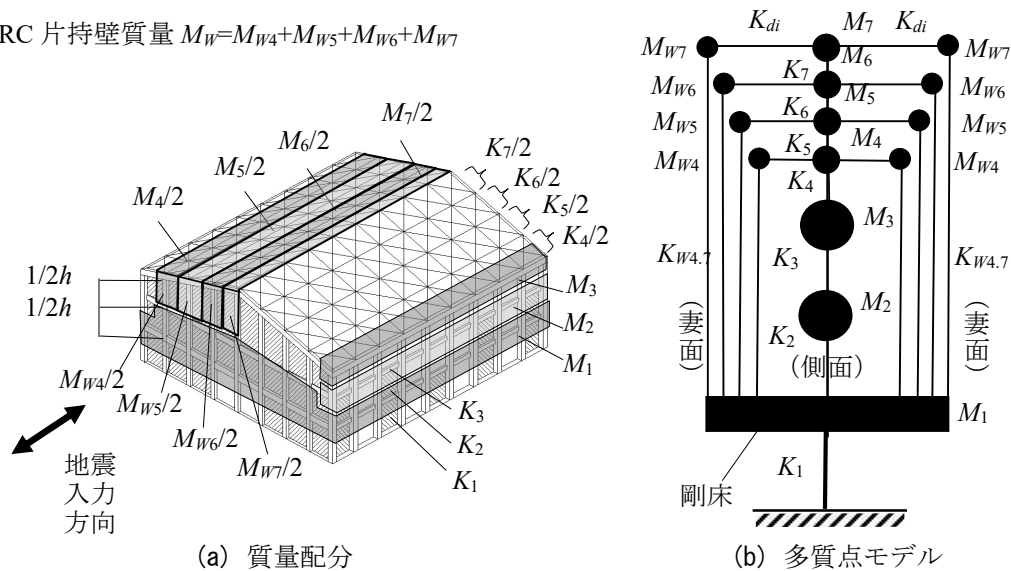 RC 片持壁質量 MW=MW4+MW5+MW6+MW7
M7/2
M6/2
M5/2
M4/2
K7/2
K6/2
K5/2
K4/2
1/2h
1/2h
M3
M2
M1
MW4/2
MW5/2
MW6/2
MW7/2
K3
K2
K1
地震
入力
方向
(a) 質量配分
Kdi
M7
Kdi
MW7
MW7
M6
MW6
K7
M5
MW6
MW5
K6
M4
MW5
MW4
K5
MW4
K4
M3
KW4.7
K3
KW4.7
M2
K2
(妻面)
(側面)
(妻面)
M1
K1
剛床
(b) 多質点モデル